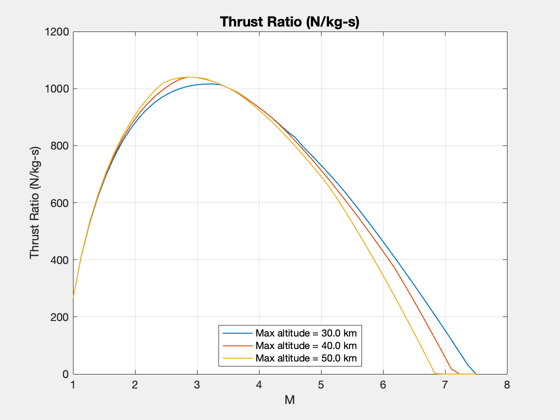 Thrust Ratio (N/kg-s)
1200
1000
800
600
400
200
0
Thrust Ratio (N/kg-s)
Max altitude = 30.0 km
Max altitude = 40.0 km
Max altitude = 50.0 km
1 2 3 4 5 6 7 8
M